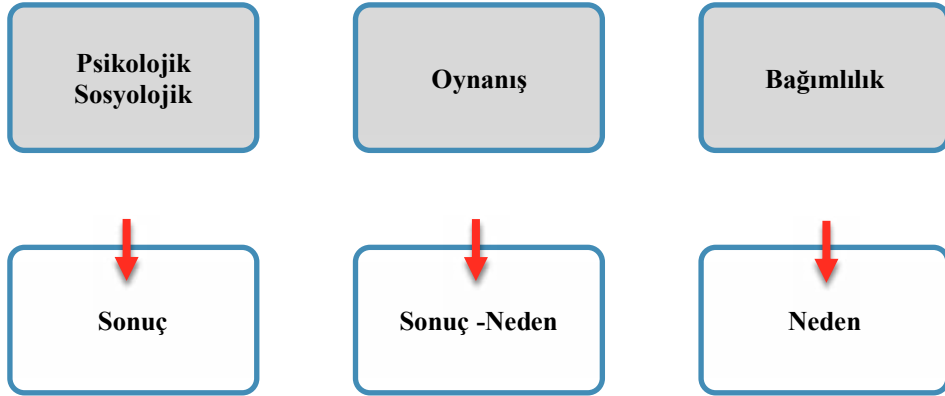 Psikolojik
Sosyolojik
Oynanış
Bağımlılık
Sonuç
Sonuç -Neden
Neden